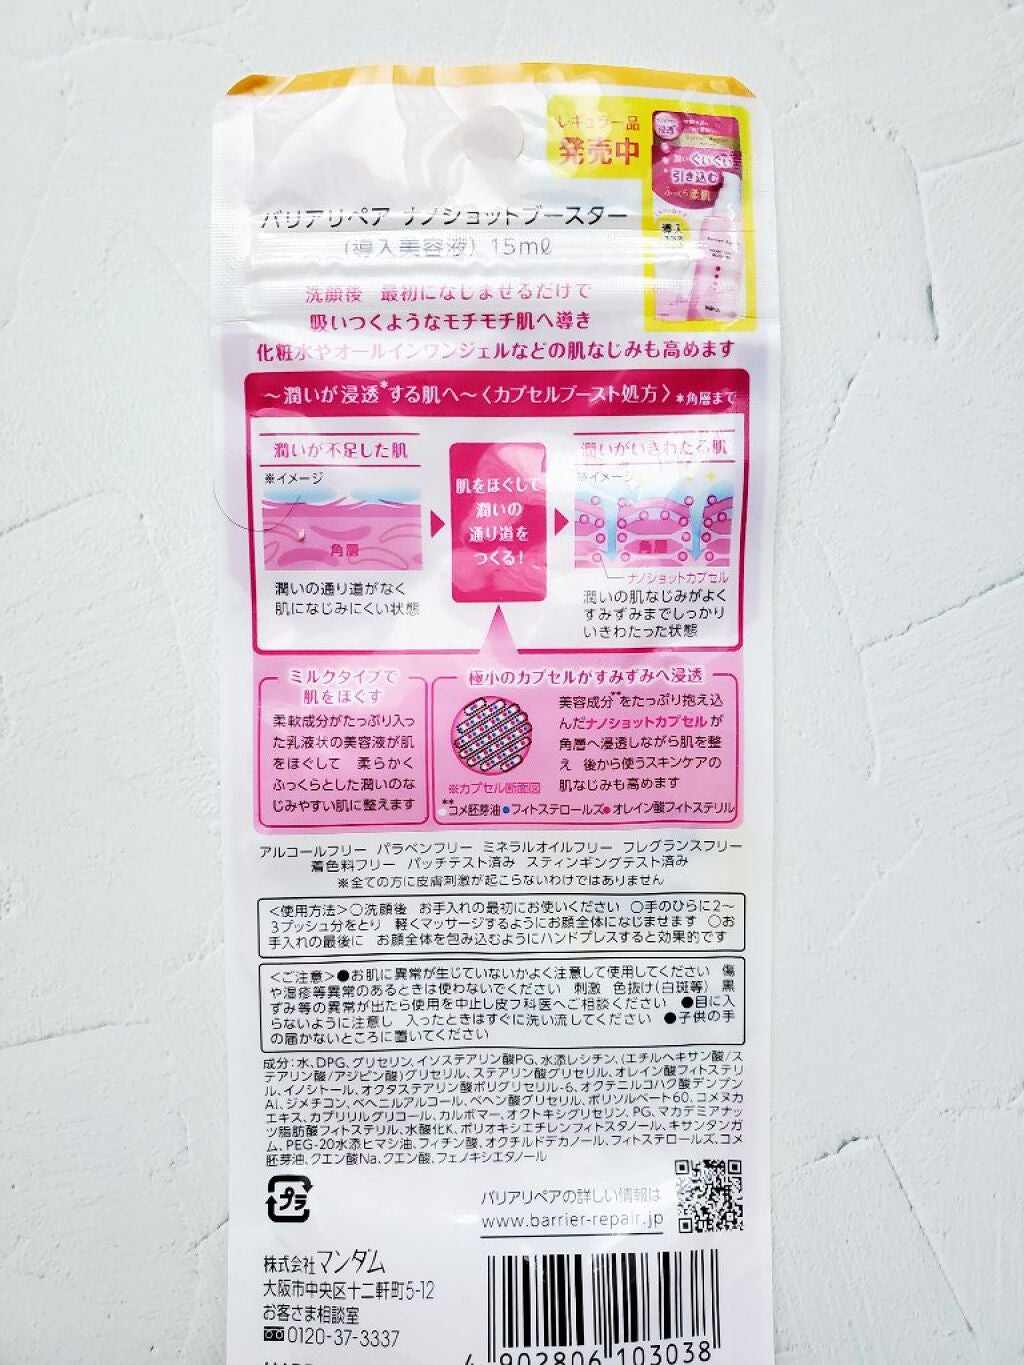 レギュラー品
発売中
引き込む
ふっくら柔肌
導入
バリアリペア ナノショットブースター
(導入美容液) 15mℓ
洗顔後 最初になじませるだけで
吸いつくようなモチモチ肌へ導き
化粧水やオールインワンジェルなどの肌なじみも高めます
～潤いが浸透*する肌へ～〈カプセルブースト処方〉*角層まで
潤いが不足した肌
※イメージ
角層
潤いの通り道がなく
肌になじみにくい状態
肌をほぐして
潤いの
通り道を
つくる!
潤いがいきわたる肌
※イメージ
角層
ナノショットカプセル
潤いの肌なじみがよく
すみずみまでしっかり
いきわたった状態
ミルクタイプで
肌をほぐす
柔軟成分がたっぷり入っ
た乳液状の美容液が肌
をほぐして 柔らかく
ふっくらとした潤いのな
じみやすい肌に整えます
極小のカプセルがすみずみへ浸透
美容成分**をたっぷり抱え込
んだナノショットカプセルが
角層へ浸透しながら肌を整
え 後から使うスキンケアの
肌なじみも高めます
※カプセル断面図
**コメ胚芽油●フィトステロールズ●オレイン酸フィトステリル
アルコールフリー パラベンフリー ミネラルオイルフリー フレグランスフリー
着色料フリー パッチテスト済み スティンギングテスト済み
※全ての方に皮膚刺激が起こらないわけではありません
<使用方法>○洗顔後 お手入れの最初にお使いください ○手のひらに2～
3プッシュ分をとり 軽くマッサージするようにお顔全体になじませます ○お
手入れの最後に お顔全体を包み込むようにハンドプレスすると効果的です
<ご注意>●お肌に異常が生じていないかよく注意して使用してください 傷
や湿疹等異常のあるときは使わないでください 刺激 色抜け(白斑等) 黒
ずみ等の異常が出たら使用を中止し皮フ科医へご相談ください ●目に入
らないように注意し 入ったときはすぐに洗い流してください ●子供の手
の届かないところに置いてください
成分:水、DPG、グリセリン、イソステアリン酸PG、水添レシチン、(エチルヘキサン酸/ス
テアリン酸/アジピン酸)グリセリル、ステアリン酸グリセリル、オレイン酸フィトステリ
ル、イノシトール、オクタステアリン酸ポリグリセリル-6、オクテニルコハク酸デンプン
Al、ジメチコン、ベヘニルアルコール、ベヘン酸グリセリル、ポリソルベート60、コメヌカ
エキス、カプリリルグリコール、カルボマー、オクトキシグリセリン、PG、マカデミアナッ
ツ脂肪酸フィトステリル、水酸化K、ポリオキシエチレンフィトスタノール、キサンタンガ
ム、PEG-20水添ヒマシ油、フィチン酸、オクチルドデカノール、フィトステロールズ、コメ
胚芽油、クエン酸Na、クエン酸、フェノキシエタノール
プラ
バリアリペアの詳しい情報は
www.barrier-repair.jp
株式会社マンダム
大阪市中央区十二軒町5-12
お客さま相談室
0120-37-3337
4 902806 103038